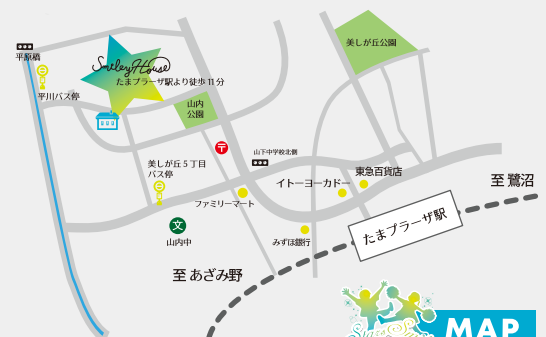 平原橋
Smiley House
たまプラーザ駅より徒歩11分
美しが丘公園
平川バス停
山内
公園
〒
山下中学校北側
美しが丘5丁目
バス停
イトーヨーカドー
東急百貨店
至 鷺沼
ファミリーマート
文
山内中
みずほ銀行
たまプラーザ駅
至 あざみ野
MAP